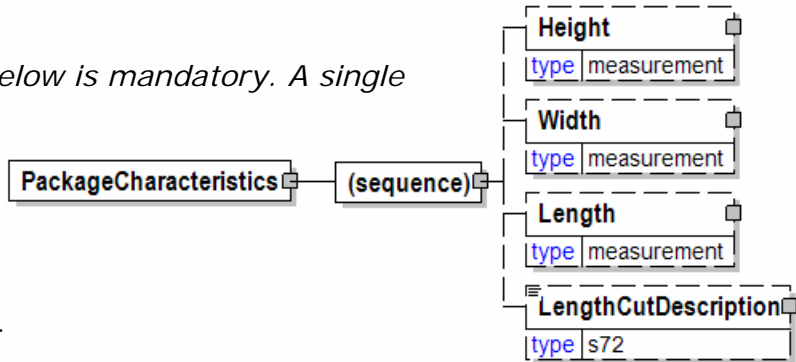 Height
type measurement
elow is mandatory. A single
Width
type measurement
PackageCharacteristics (sequence)
Length
type measurement
LengthCutDescription
.
type s72